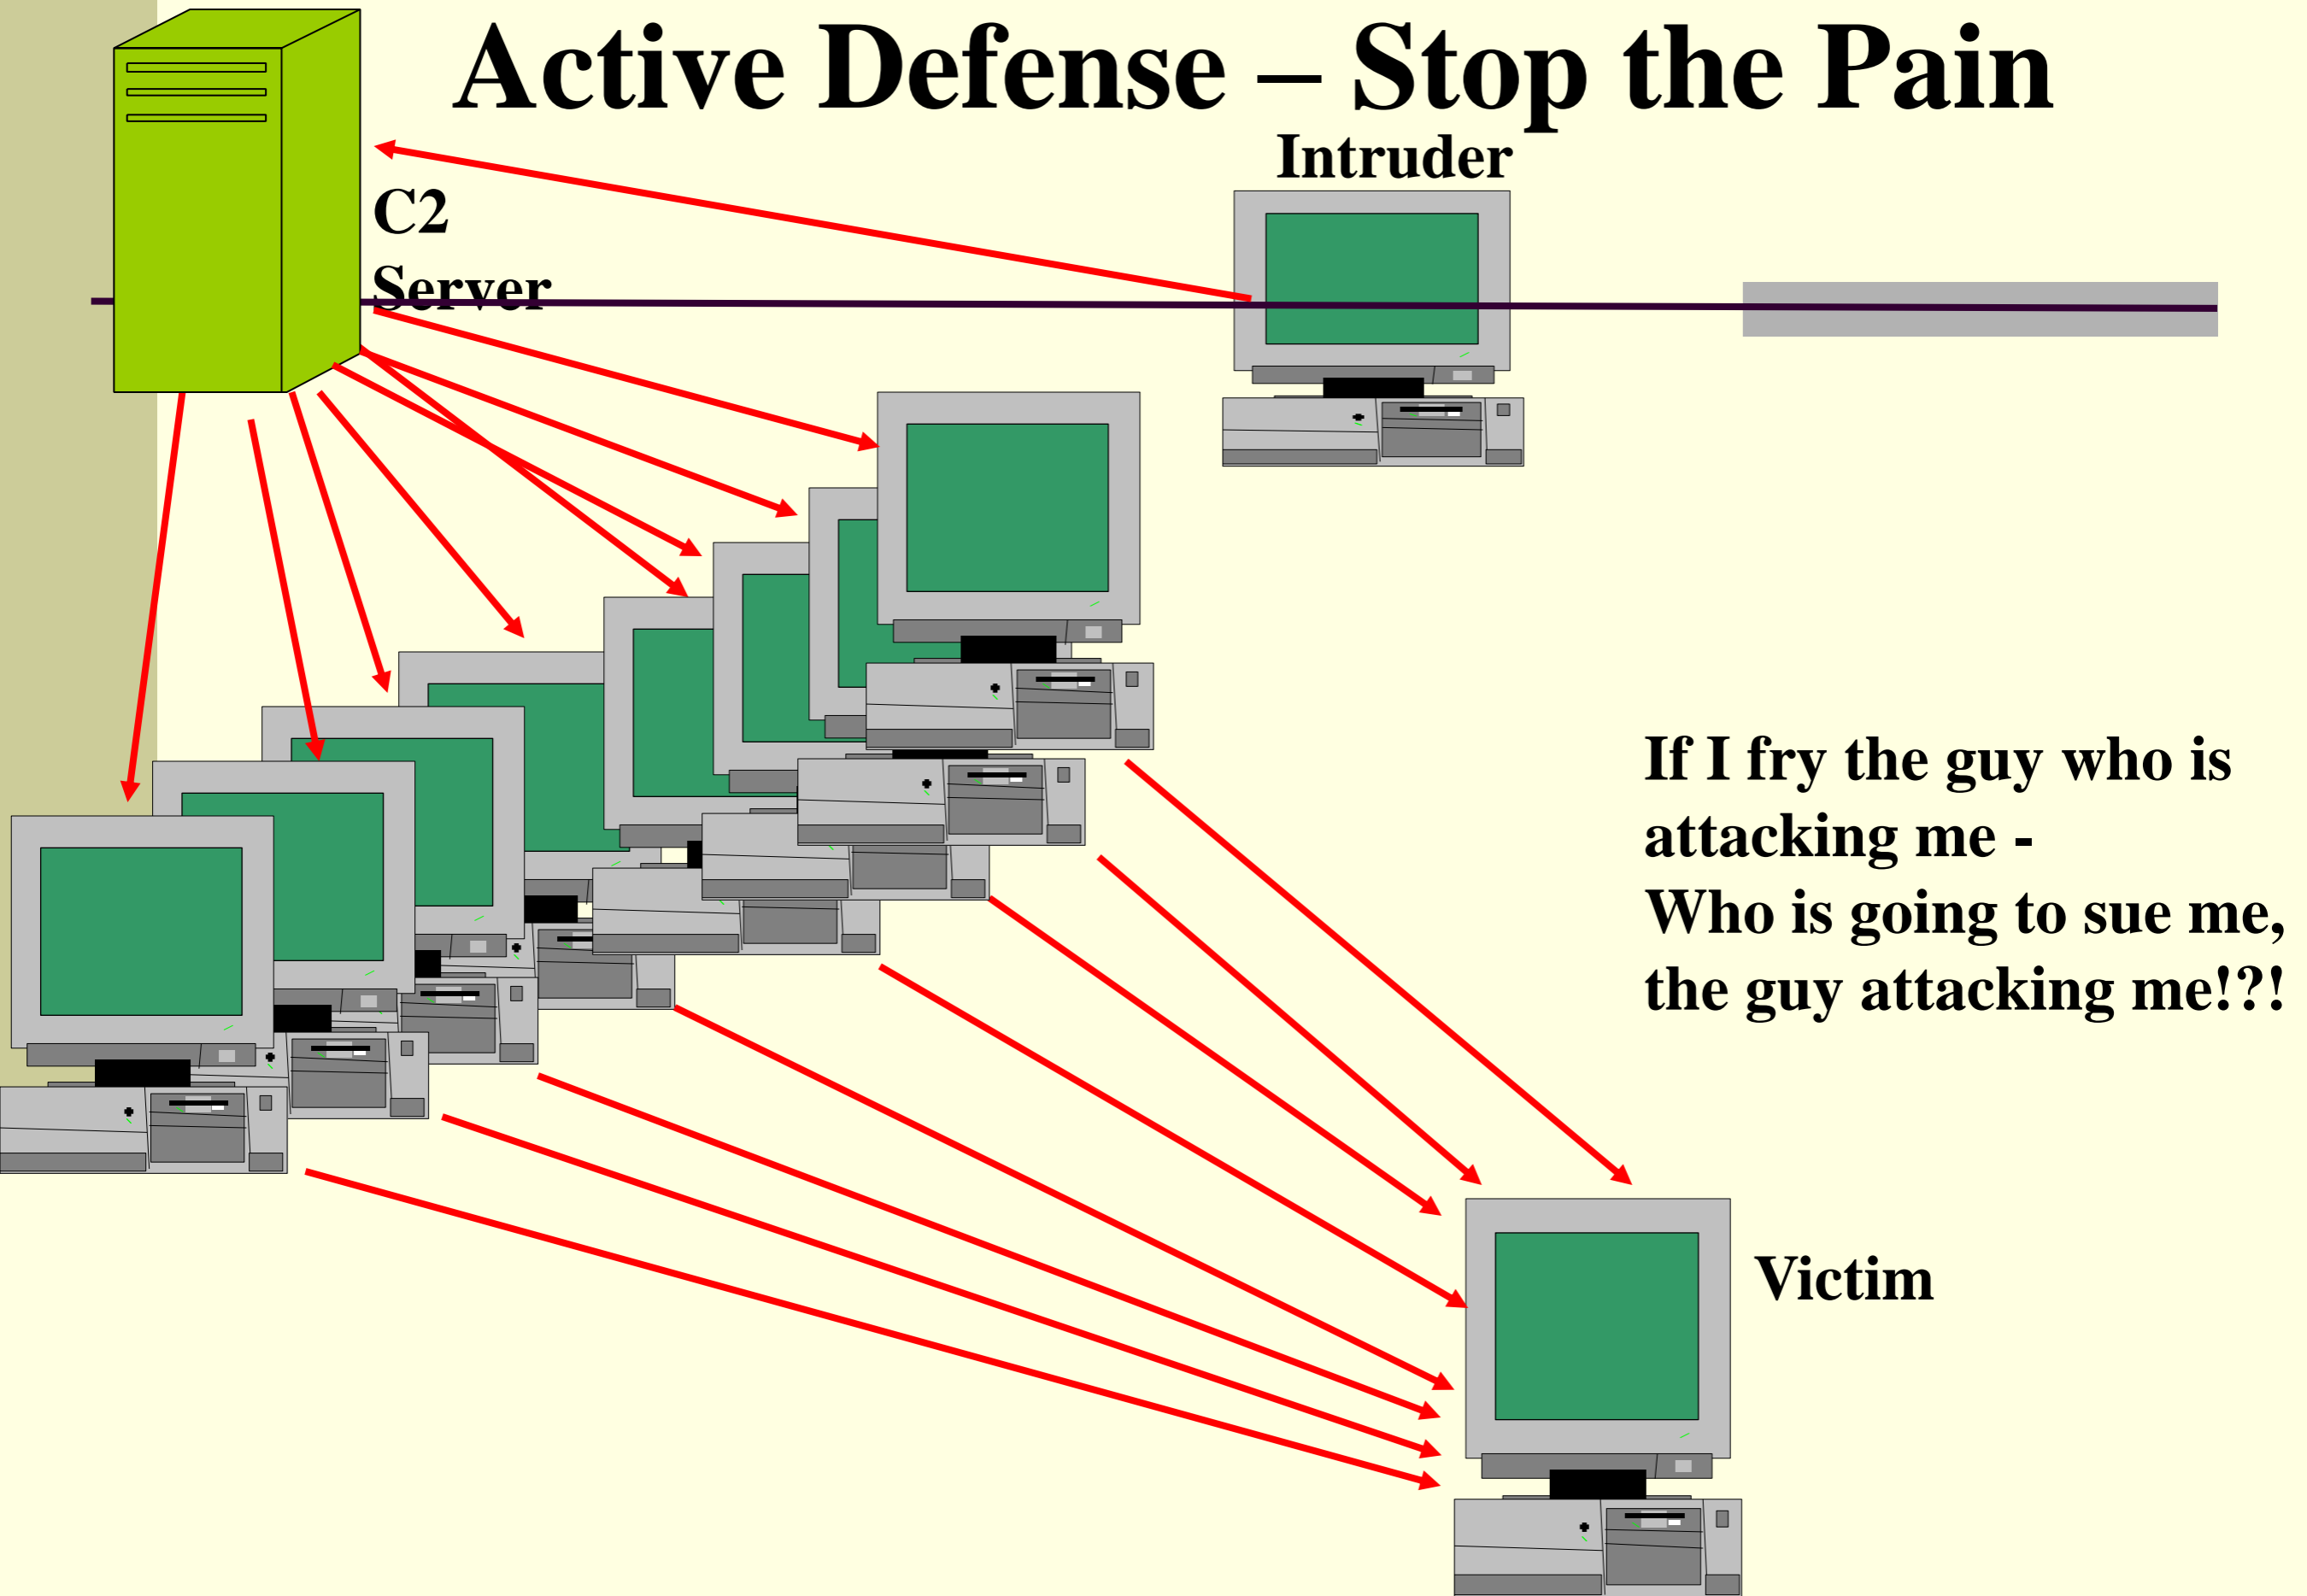 Active Defense – Stop the Pain
Intruder
C2
Server
If I fry the guy who is
attacking me -
Who is going to sue me,
the guy attacking me!?!
Victim